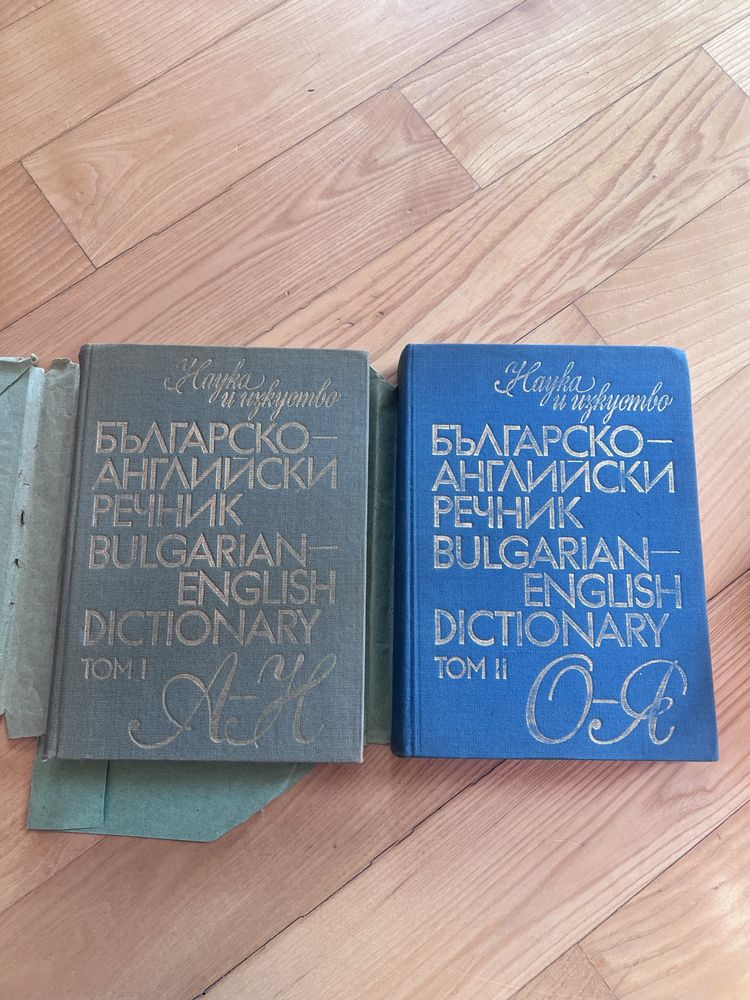 Наука
и изкуство
БЪЛГАРСКО–
АНГЛИЙСКИ
РЕЧНИК
BULGARIAN–
ENGLISH
DICTIONARY
ТОМ I
А–Н
Наука
и изкуство
БЪЛГАРСКО–
АНГЛИЙСКИ
РЕЧНИК
BULGARIAN–
ENGLISH
DICTIONARY
ТОМ II
О–Я